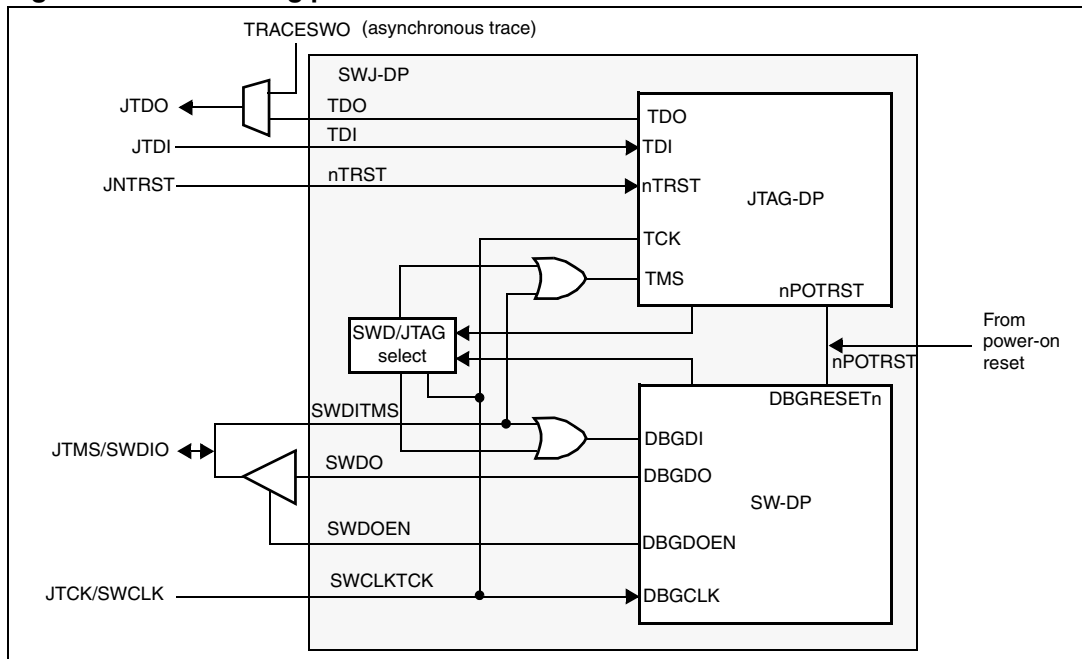 TRACESWO (asynchronous trace)
SWJ-DP
JTDO
TDO
TDO
JTDI
TDI
TDI
JNTRST
nTRST
nTRST
JTAG-DP
TCK
TMS
nPOTRST
SWD/JTAG
select
From
power-on
reset
nPOTRST
DBGRESETn
SWDITMS
DBGDI
JTMS/SWDIO
SWDO
DBGDO
SW-DP
SWDOEN
DBGDOEN
JTCK/SWCLK
SWCLKTCK
DBGCLK